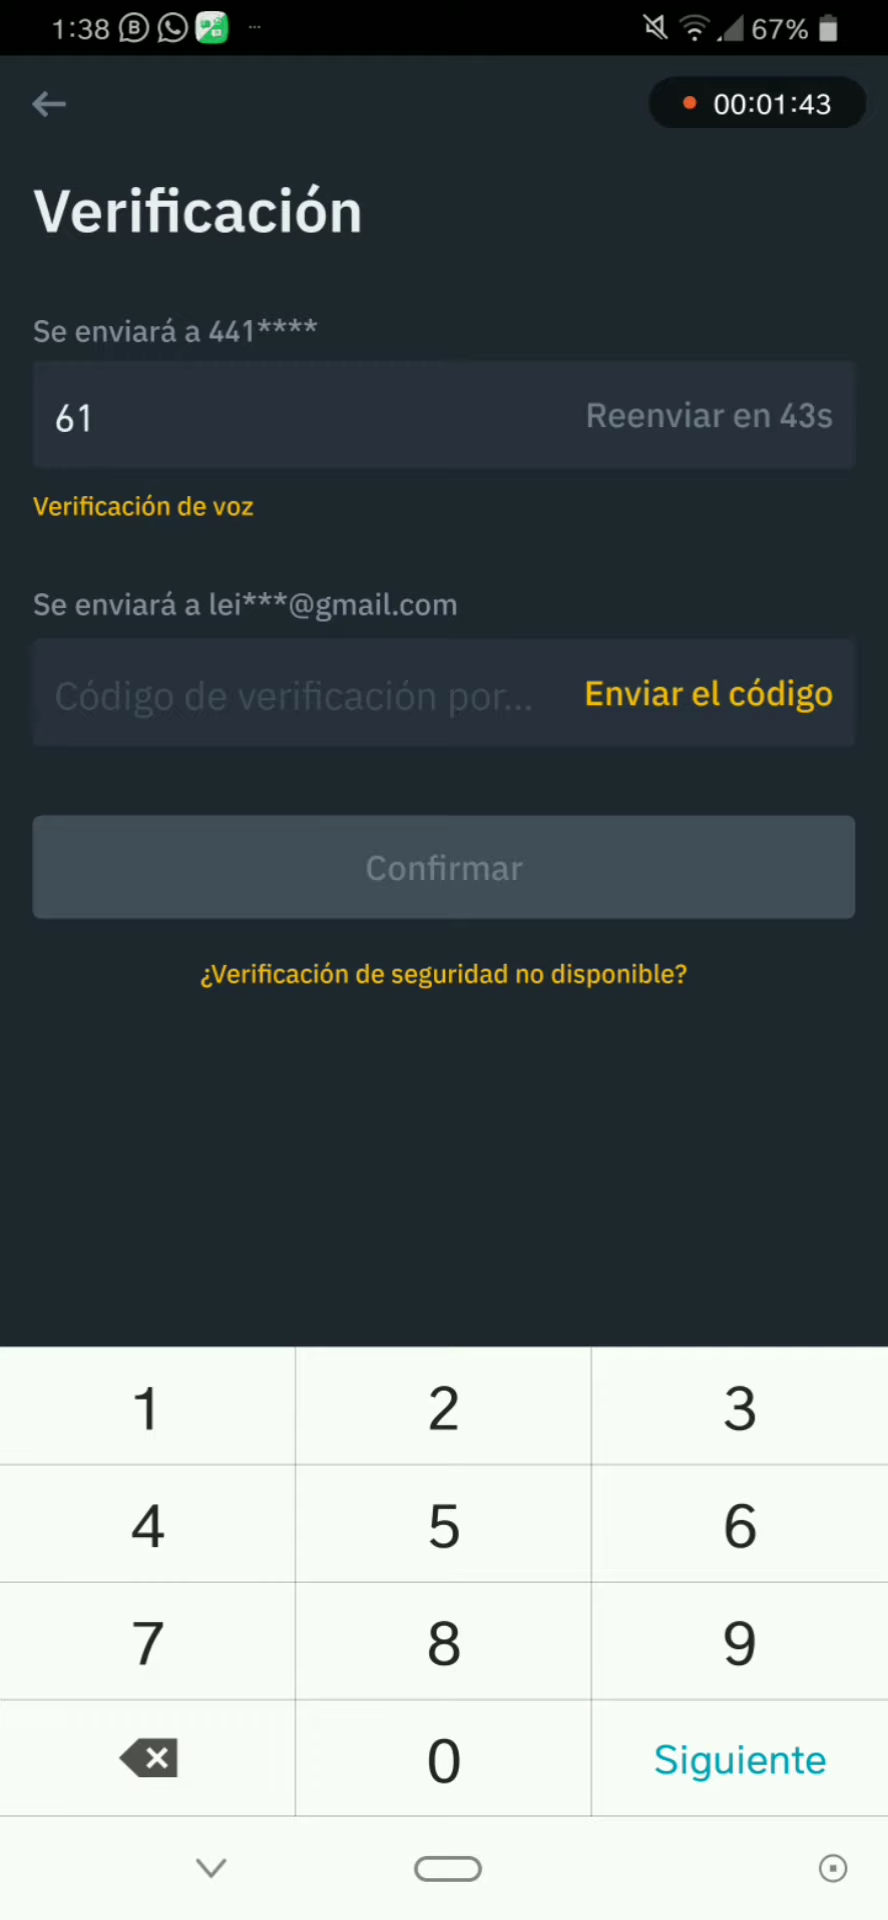 1:38 B ... 67%
00:01:43
Verificación
Se enviará a 441****
61 Reenviar en 43s
Verificación de voz
Se enviará a lei***@gmail.com
Código de verificación por... Enviar el código
Confirmar
¿Verificación de seguridad no disponible?
1 2 3
4 5 6
7 8 9
0 Siguiente